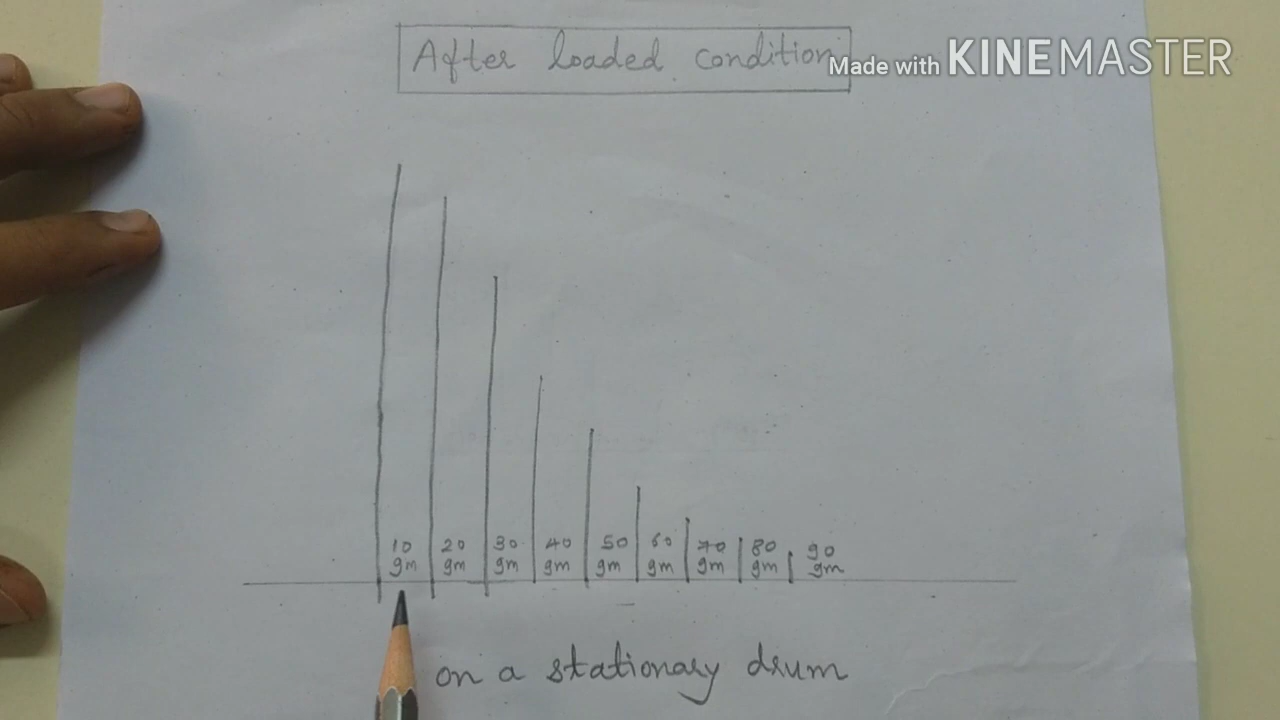 After loaded condition
Made with KINEMASTER
10 gm 20 gm 30 gm 40 gm 50 gm 60 gm 70 gm 80 gm 90 gm
on a stationary drum